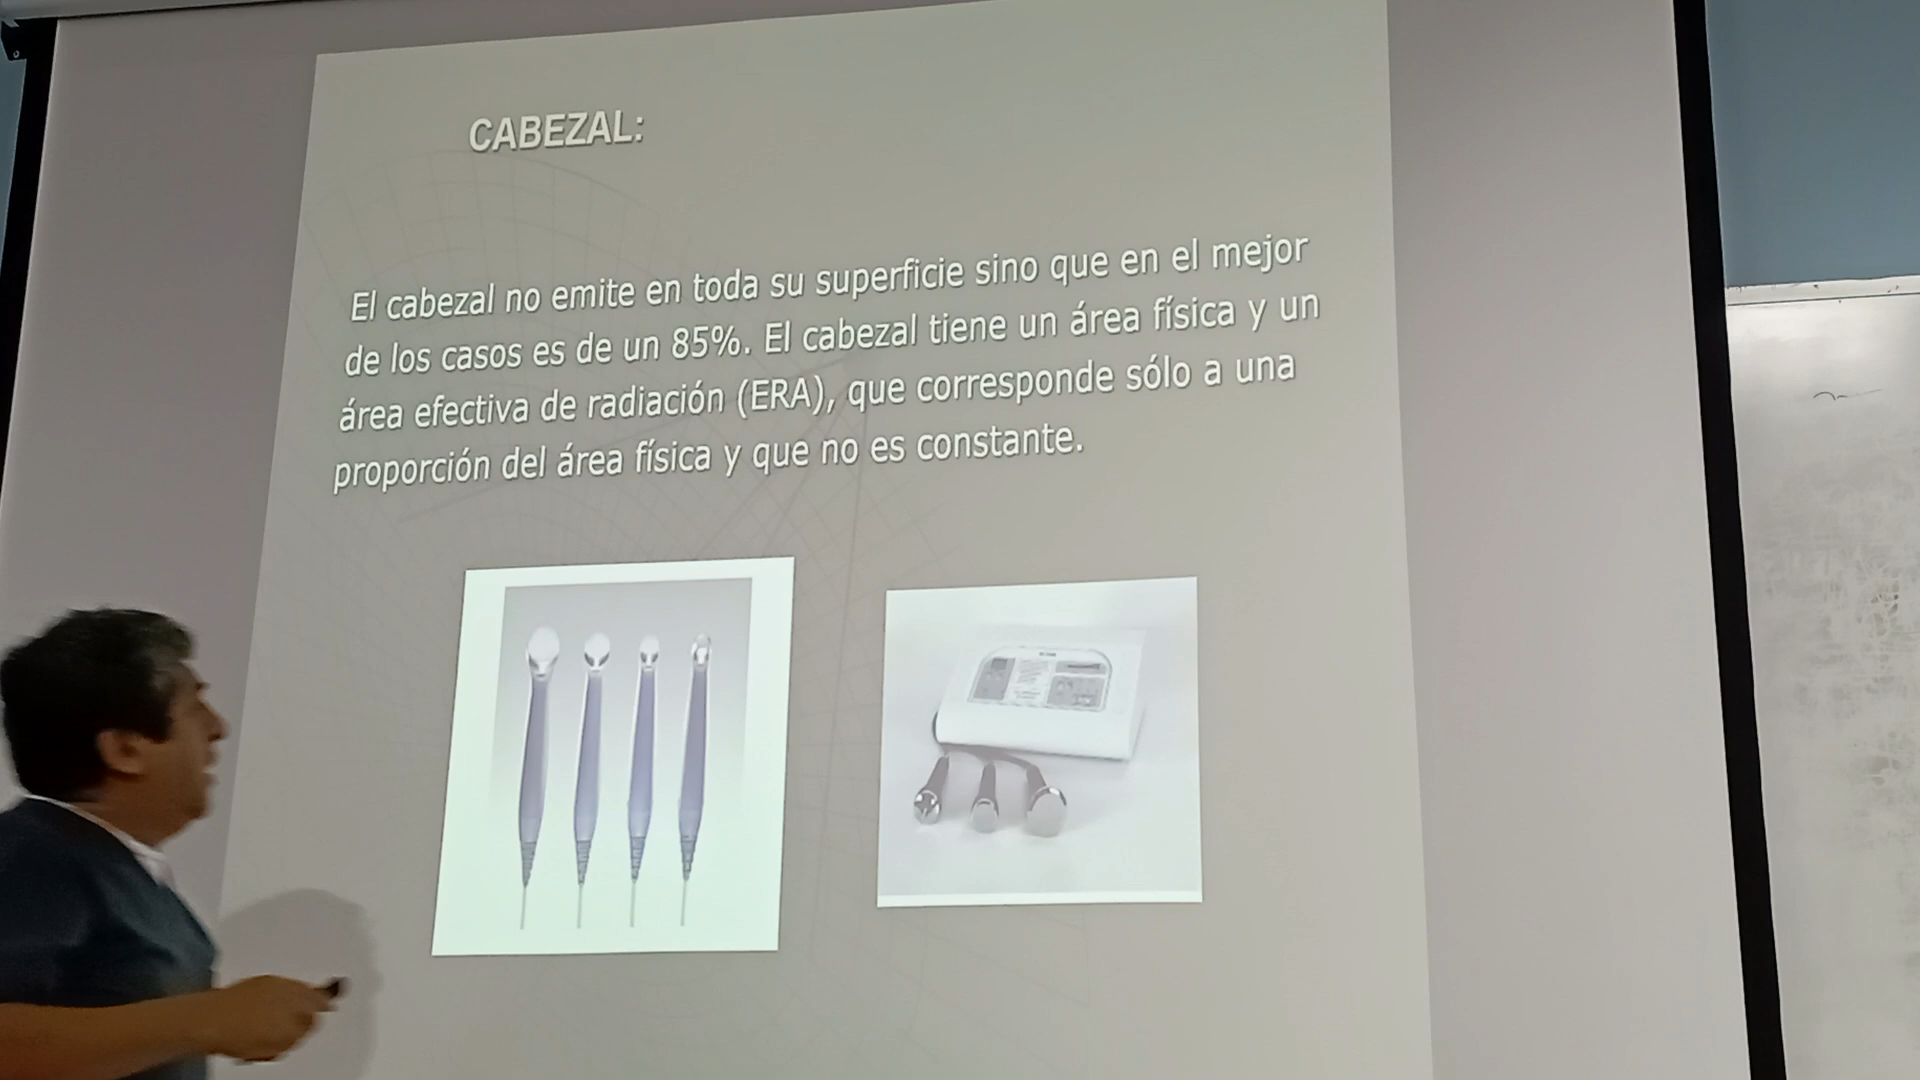 CABEZAL:
El cabezal no emite en toda su superficie sino que en el mejor
de los casos es de un 85%. El cabezal tiene un área física y un
área efectiva de radiación (ERA), que corresponde sólo a una
proporción del área física y que no es constante.